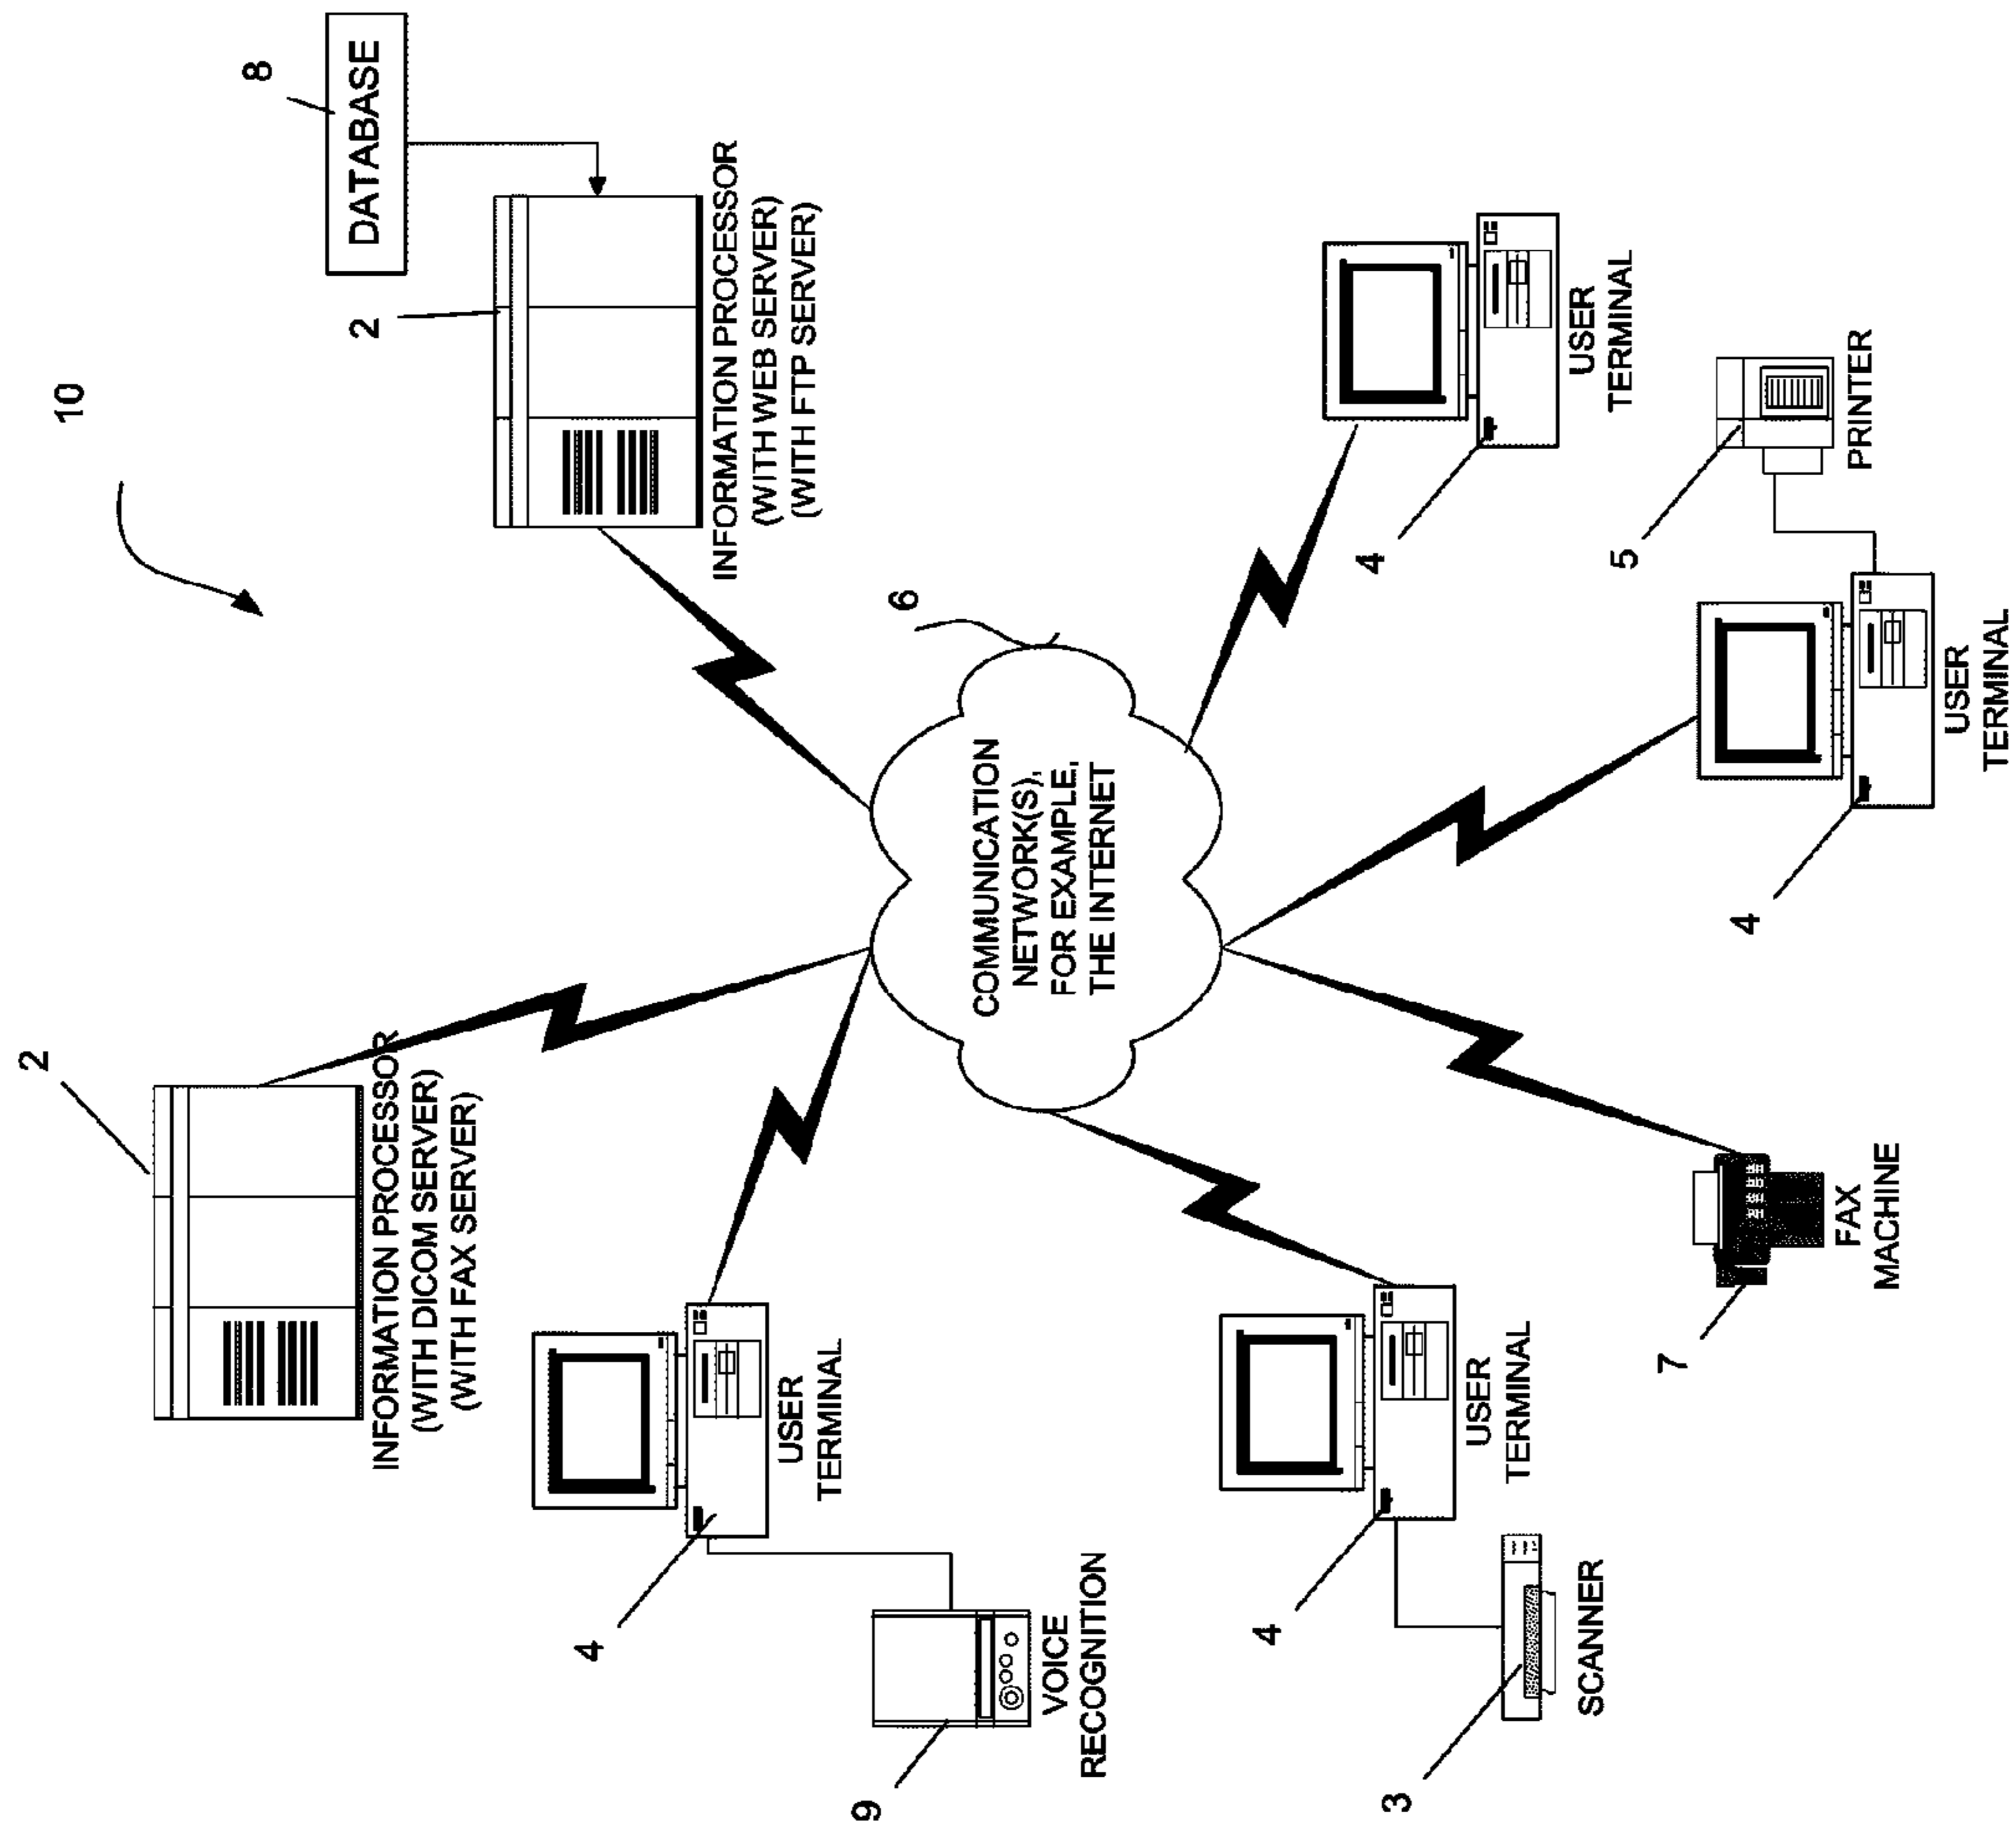 10
2
INFORMATION PROCESSOR
(WITH DICOM SERVER)
(WITH FAX SERVER)
8
DATABASE
2
INFORMATION PROCESSOR
(WITH WEB SERVER)
(WITH FTP SERVER)
4
USER
TERMINAL
9
VOICE
RECOGNITION
6
COMMUNICATION
NETWORK(S),
FOR EXAMPLE,
THE INTERNET
4
USER
TERMINAL
4
USER
TERMINAL
3
SCANNER
7
FAX
MACHINE
5
PRINTER
4
USER
TERMINAL